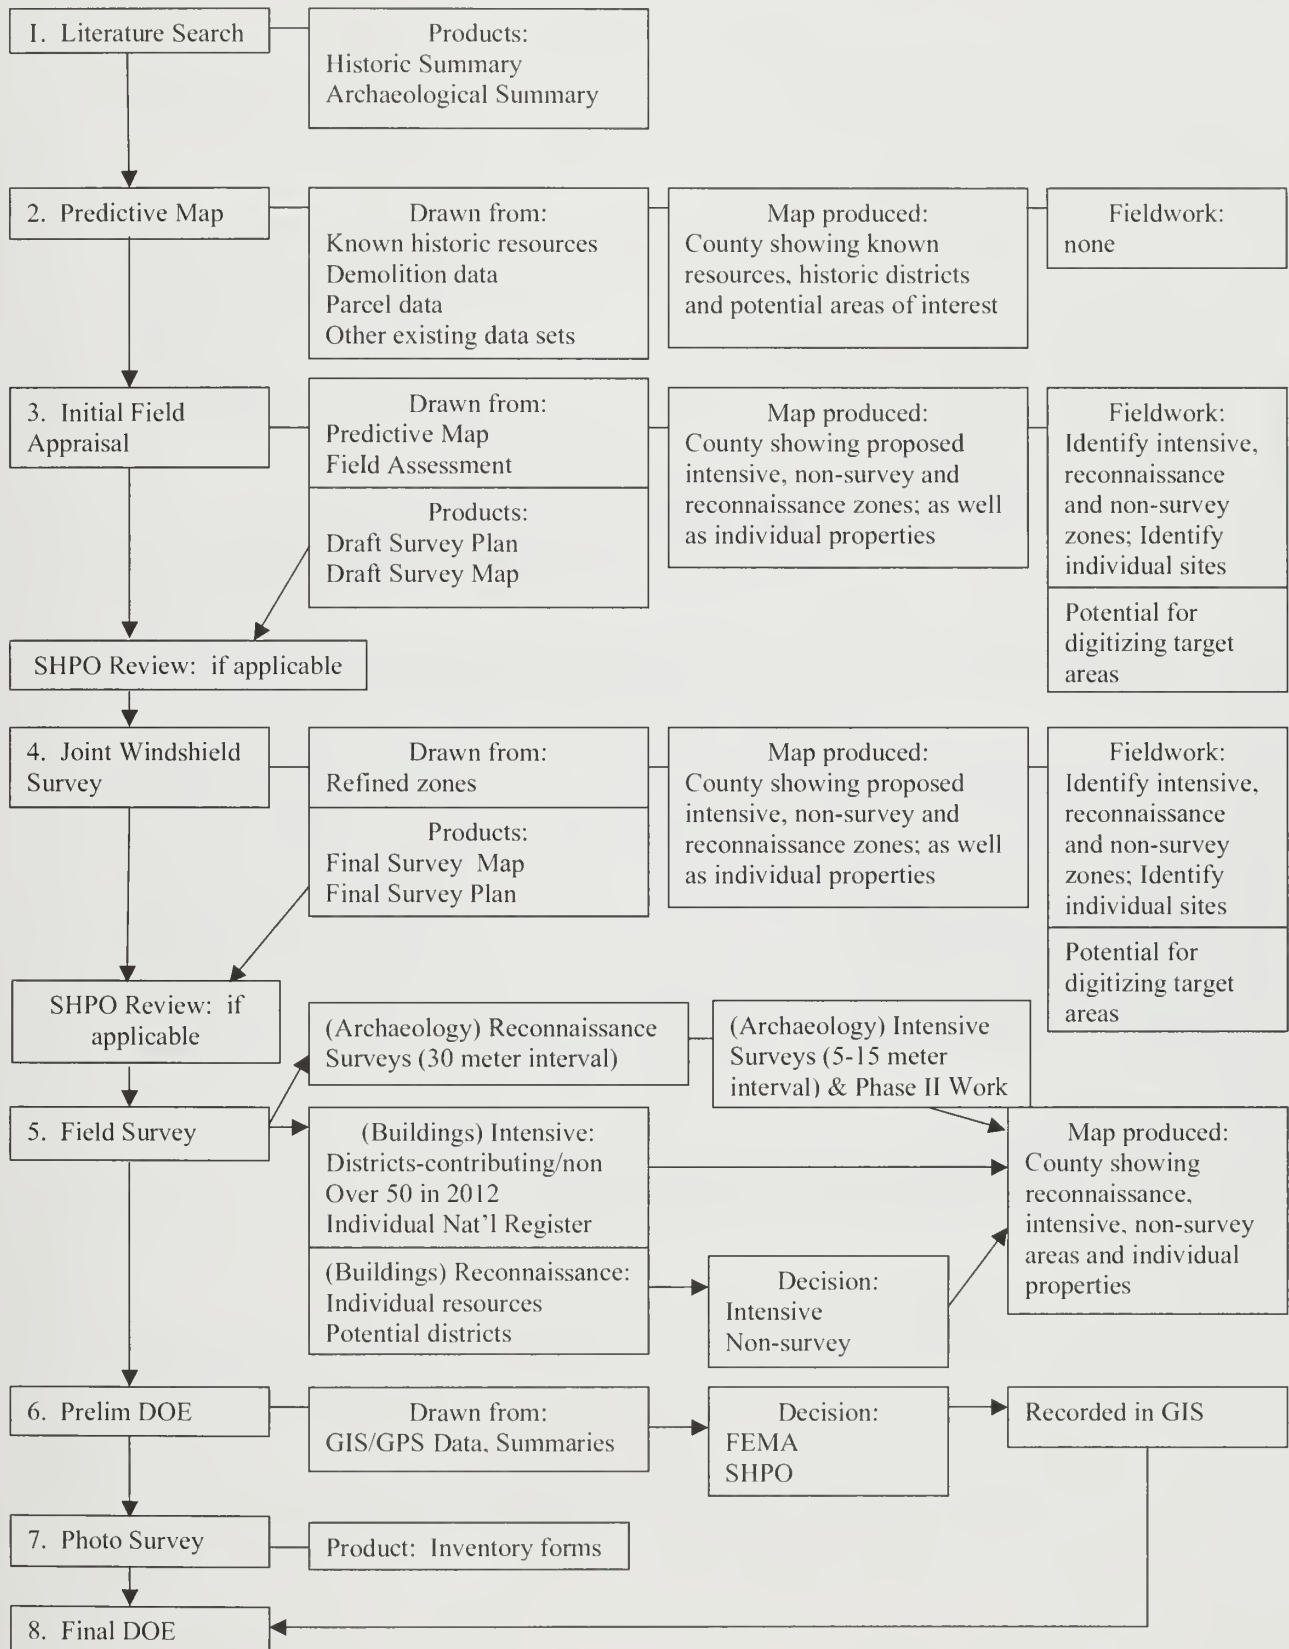 1. Literature Search
Products:
Historic Summary
Archaeological Summary
2. Predictive Map
Drawn from:
Known historic resources
Demolition data
Parcel data
Other existing data sets
Map produced:
County showing known
resources, historic districts
and potential areas of interest
Fieldwork:
none
3. Initial Field
Appraisal
Drawn from:
Predictive Map
Field Assessment
Products:
Draft Survey Plan
Draft Survey Map
Map produced:
County showing proposed
intensive, non-survey and
reconnaissance zones; as well
as individual properties
Fieldwork:
Identify intensive,
reconnaissance
and non-survey
zones; Identify
individual sites
Potential for
digitizing target
areas
SHPO Review: if applicable
4. Joint Windshield
Survey
Drawn from:
Refined zones
Products:
Final Survey Map
Final Survey Plan
Map produced:
County showing proposed
intensive, non-survey and
reconnaissance zones; as well
as individual properties
Fieldwork:
Identify intensive,
reconnaissance
and non-survey
zones; Identify
individual sites
Potential for
digitizing target
areas
SHPO Review: if
applicable
(Archaeology) Reconnaissance
Surveys (30 meter interval)
(Archaeology) Intensive
Surveys (5-15 meter
interval) & Phase II Work
5. Field Survey
(Buildings) Intensive:
Districts-contributing/non
Over 50 in 2012
Individual Nat'l Register
(Buildings) Reconnaissance:
Individual resources
Potential districts
Decision:
Intensive
Non-survey
Map produced:
County showing
reconnaissance,
intensive, non-survey
areas and individual
properties
6. Prelim DOE
Drawn from:
GIS/GPS Data, Summaries
Decision:
FEMA
SHPO
Recorded in GIS
7. Photo Survey
Product: Inventory forms
8. Final DOE